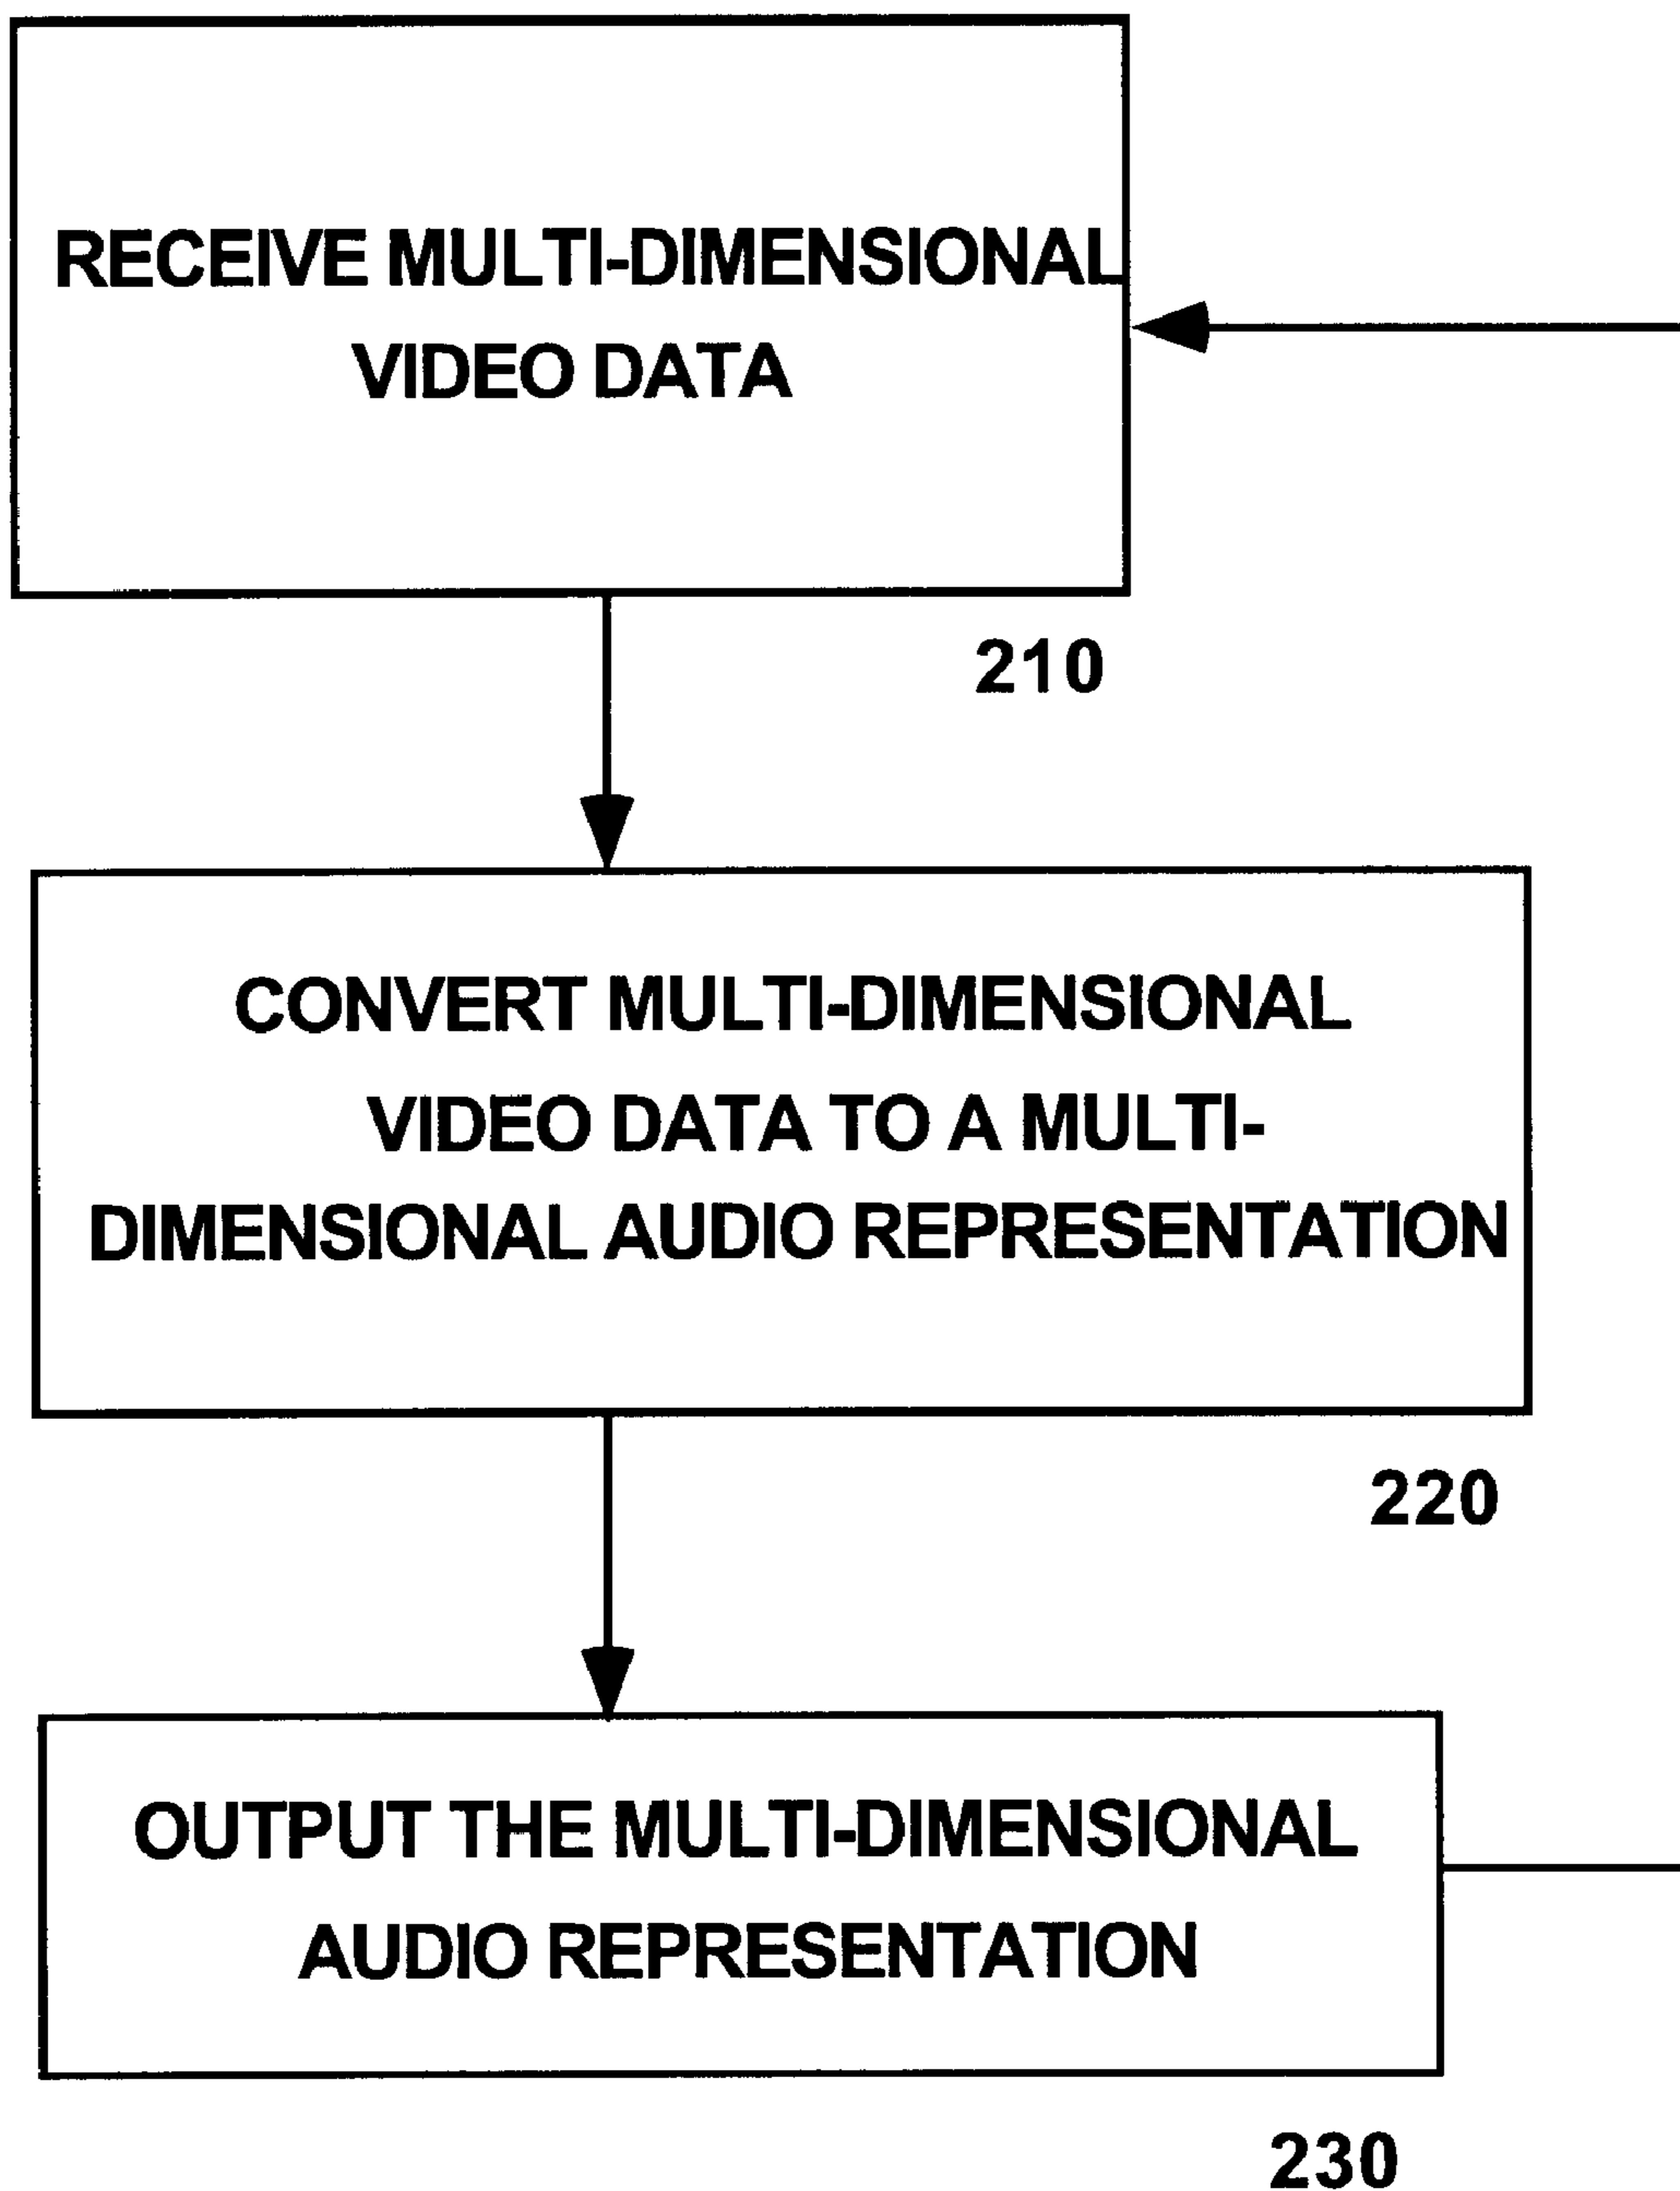 RECEIVE MULTI-DIMENSIONAL
VIDEO DATA
210
CONVERT MULTI-DIMENSIONAL
VIDEO DATA TO A MULTI-
DIMENSIONAL AUDIO REPRESENTATION
220
OUTPUT THE MULTI-DIMENSIONAL
AUDIO REPRESENTATION
230